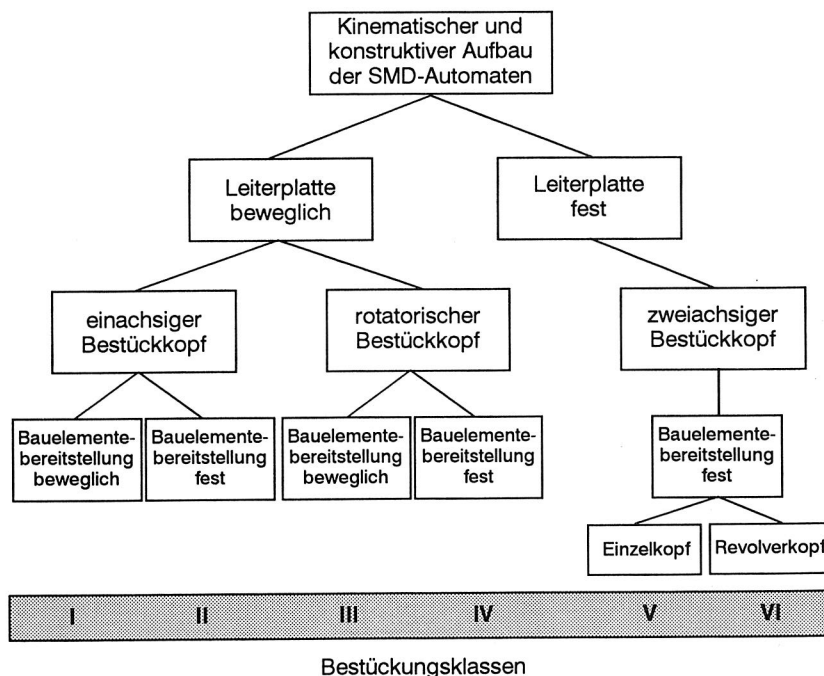 Kinematischer und
konstruktiver Aufbau
der SMD-Automaten
Leiterplatte
beweglich
Leiterplatte
fest
einachsiger
Bestückkopf
rotatorischer
Bestückkopf
zweiachsiger
Bestückkopf
Bauelemente-
bereitstellung
beweglich
Bauelemente-
bereitstellung
fest
Bauelemente-
bereitstellung
beweglich
Bauelemente-
bereitstellung
fest
Bauelemente-
bereitstellung
fest
Einzelkopf
Revolverkopf
I II III IV V VI
Bestückungsklassen